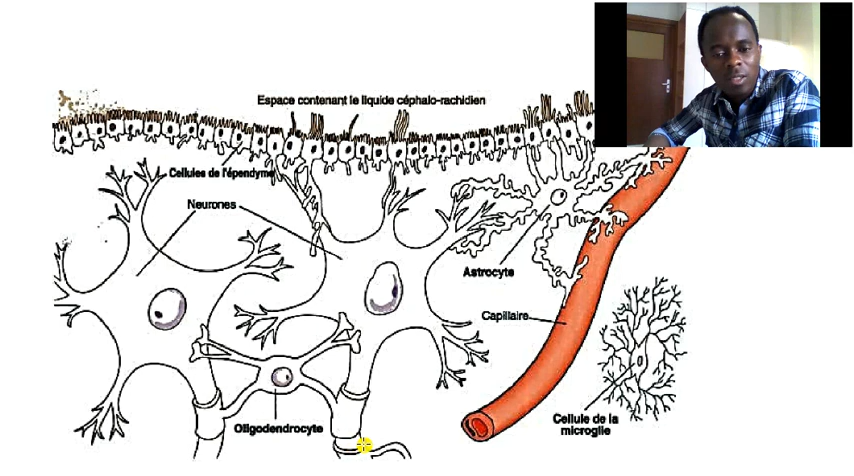 Espace contenant le liquide céphalo-rachidien
Cellules de l'épendyme
Neurones
Astrocyte
Capillaire
Oligodendrocyte
Cellule de la
microglie